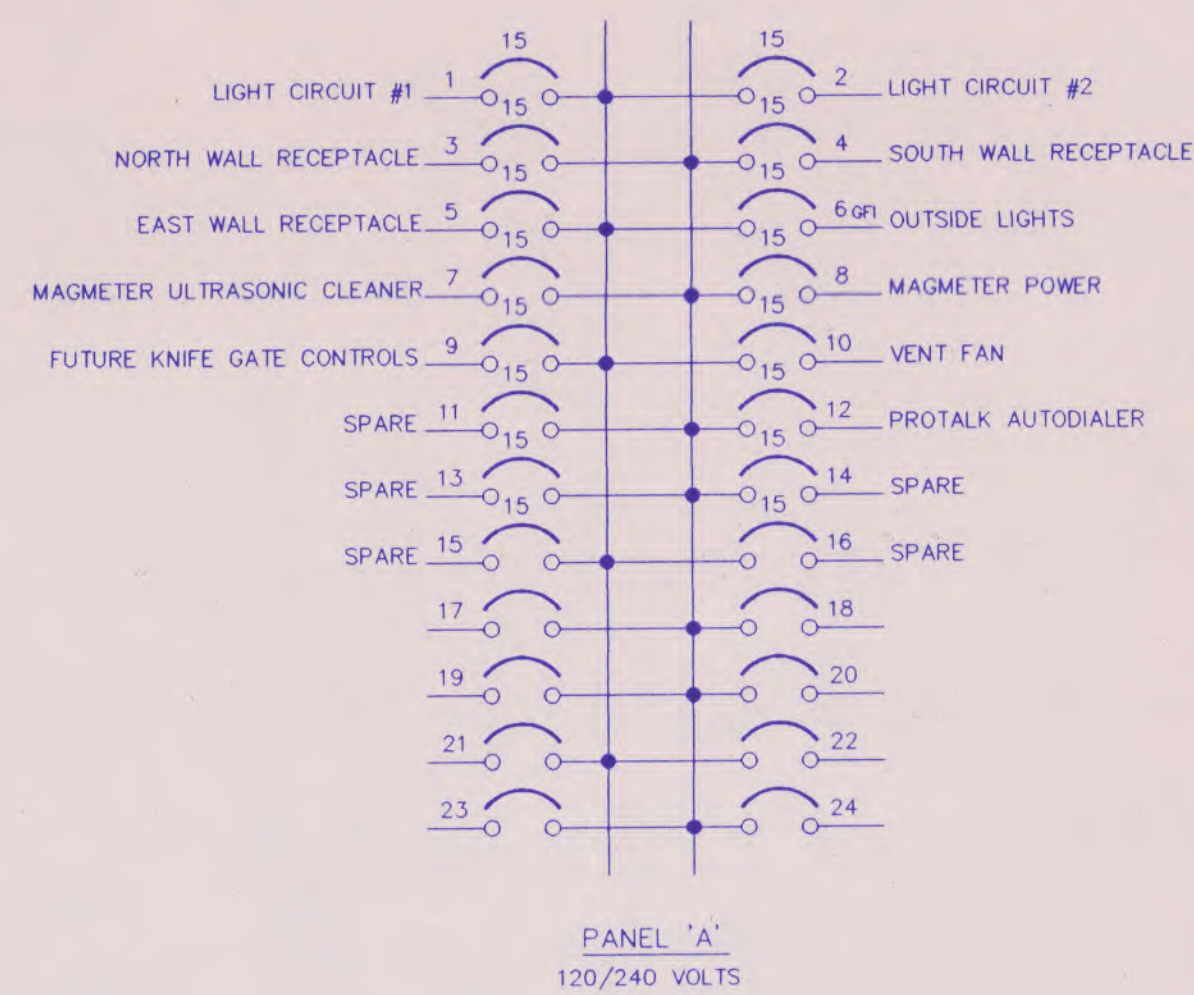 15 15
LIGHT CIRCUIT #1 1 2 LIGHT CIRCUIT #2
15 15
NORTH WALL RECEPTACLE 3 4 SOUTH WALL RECEPTACLE
15 15
EAST WALL RECEPTACLE 5 6 GFI OUTSIDE LIGHTS
15 15
MAGMETER ULTRASONIC CLEANER 7 8 MAGMETER POWER
15 15
FUTURE KNIFE GATE CONTROLS 9 10 VENT FAN
15 15
SPARE 11 12 PROTALK AUTODIALER
15 15
SPARE 13 14 SPARE
15 15
SPARE 15 16 SPARE
17 18
19 20
21 22
23 24
PANEL 'A'
120/240 VOLTS